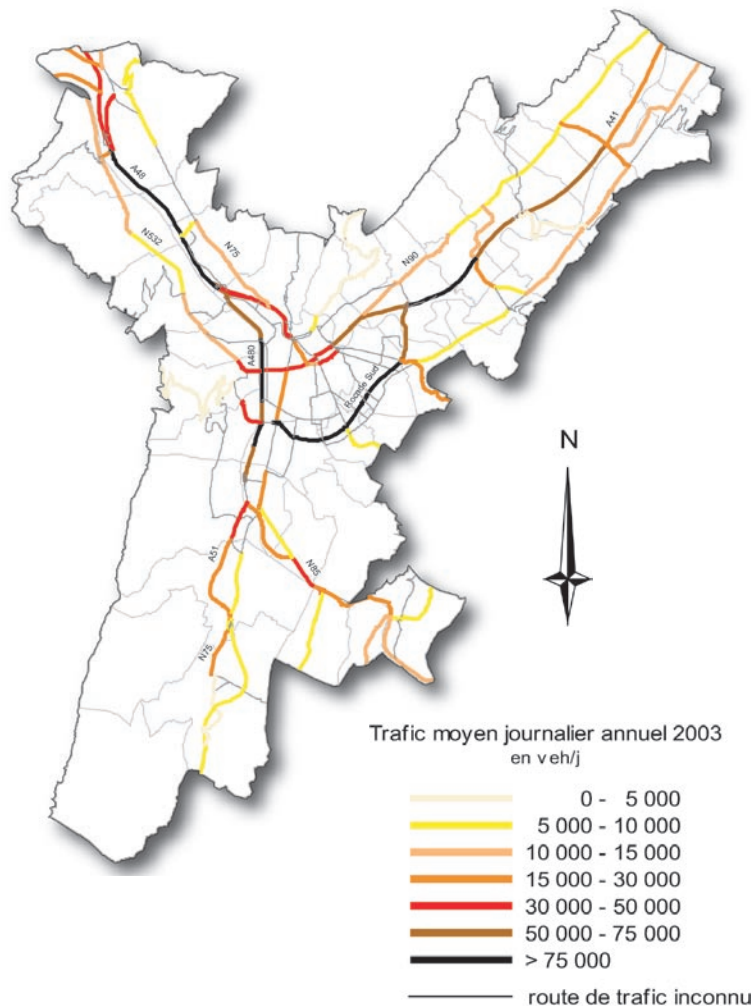 A41
A48
N532
N75
N90
A480
Rocade Sud
A51
N85
N75
N
Trafic moyen journalier annuel 2003
en veh/j
0 - 5 000
5 000 - 10 000
10 000 - 15 000
15 000 - 30 000
30 000 - 50 000
50 000 - 75 000
> 75 000
route de trafic inconnu